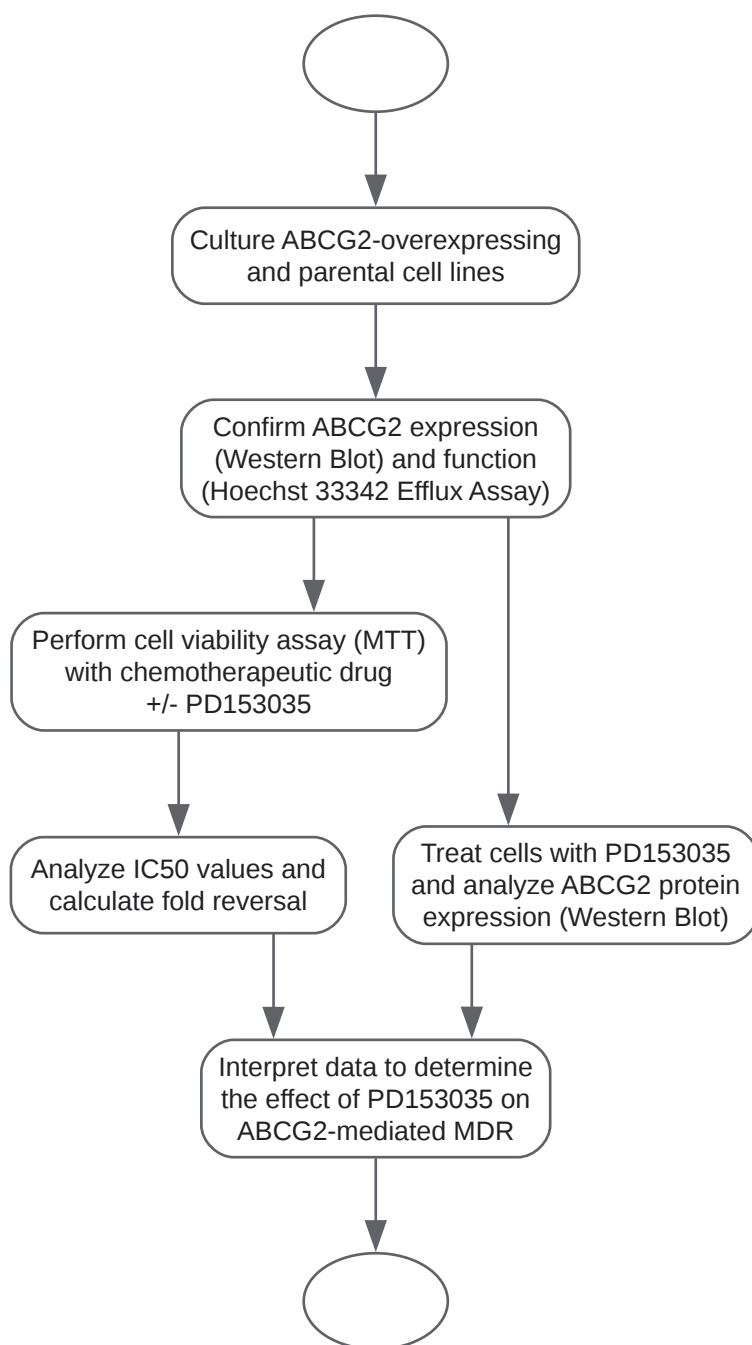 Culture ABCG2-overexpressing
and parental cell lines
Confirm ABCG2 expression
(Western Blot) and function
(Hoechst 33342 Efflux Assay)
Perform cell viability assay (MTT)
with chemotherapeutic drug
+/- PD153035
Analyze IC50 values and
calculate fold reversal
Treat cells with PD153035
and analyze ABCG2 protein
expression (Western Blot)
Interpret data to determine
the effect of PD153035 on
ABCG2-mediated MDR